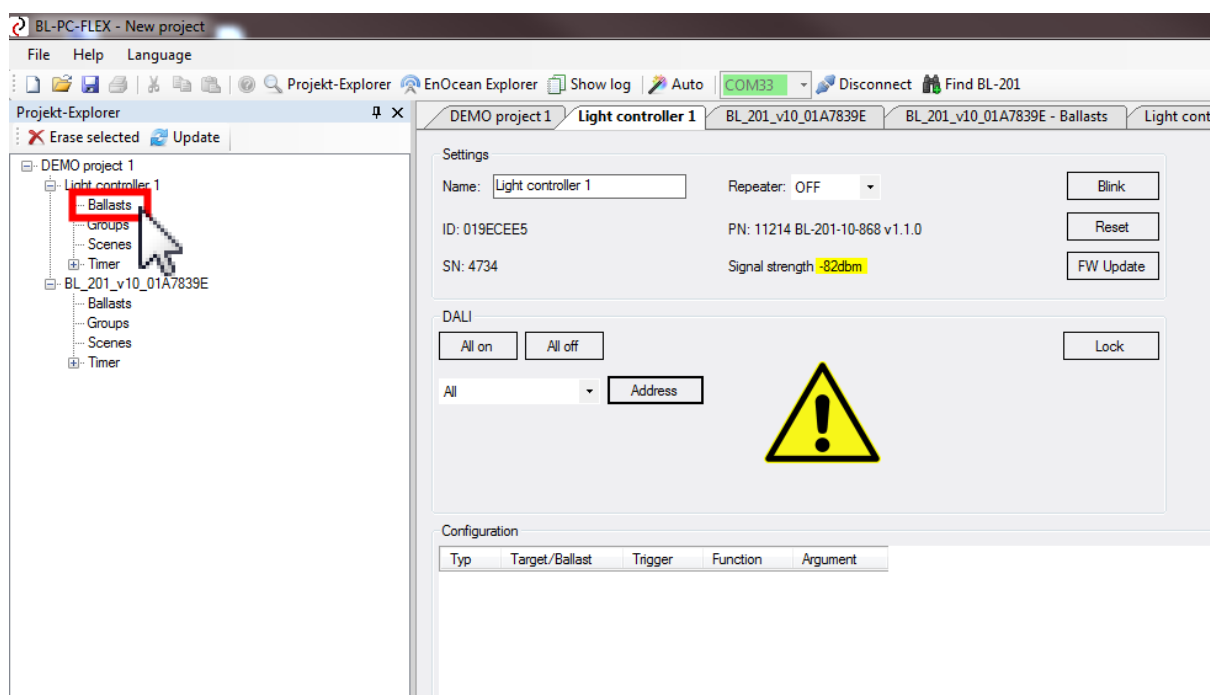 BL-PC-FLEX - New project
File Help Language
Projekt-Explorer EnOcean Explorer Show log Auto COM33 Disconnect Find BL-201
Projekt-Explorer
Erase selected Update
DEMO project 1
Light controller 1
Ballasts
Groups
Scenes
Timer
BL_201_v10_01A7839E
Ballasts
Groups
Scenes
Timer
DEMO project 1 Light controller 1 BL_201_v10_01A7839E BL_201_v10_01A7839E - Ballasts Light cont
Settings
Name: Light controller 1 Repeater: OFF Blink
ID: 019ECEE5 PN: 11214 BL-201-10-868 v1.1.0 Reset
SN: 4734 Signal strength -82dbm FW Update
DALI
All on All off Lock
All Address
Configuration
Typ Target/Ballast Trigger Function Argument